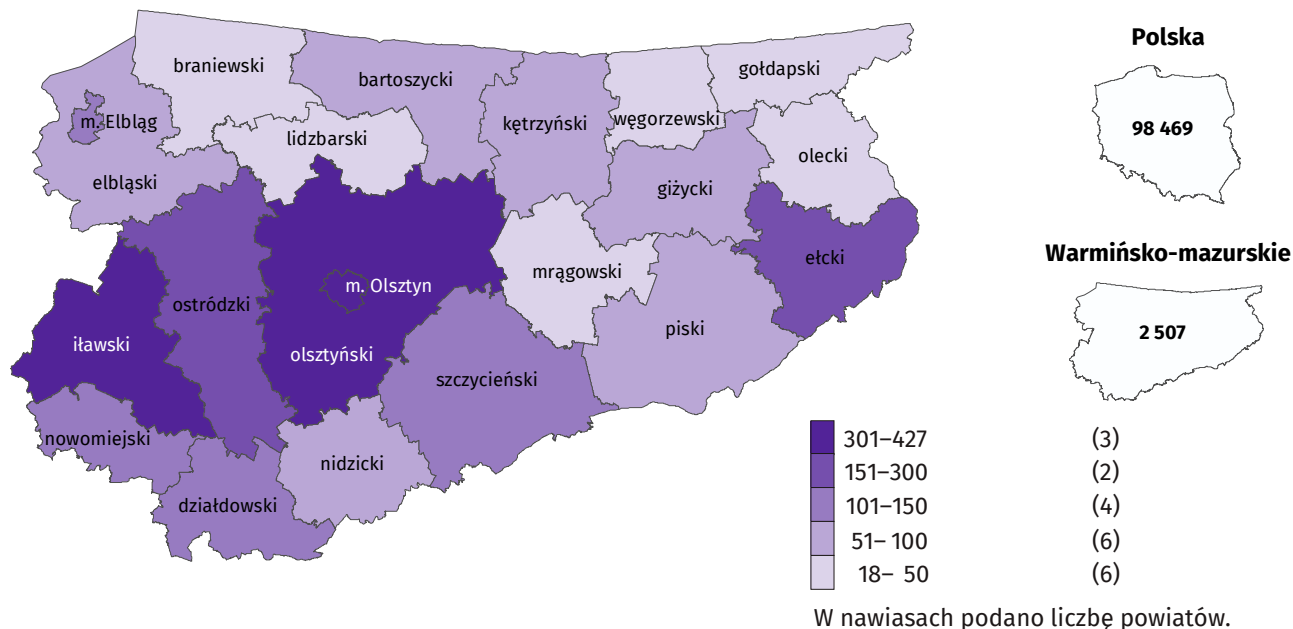 braniewski
bartoszycki
gołdapski
m. Elbląg
kętrzyński
węgorzewski
lidzbarski
olecki
elbląski
giżycki
ełcki
mrągowski
m. Olsztyn
ostródzki
piski
iławski
olsztyński
szczycieński
nowomiejski
nidzicki
działdowski
Polska
98 469
Warmińsko-mazurskie
2 507
301–427 (3)
151–300 (2)
101–150 (4)
51– 100 (6)
18– 50 (6)
W nawiasach podano liczbę powiatów.